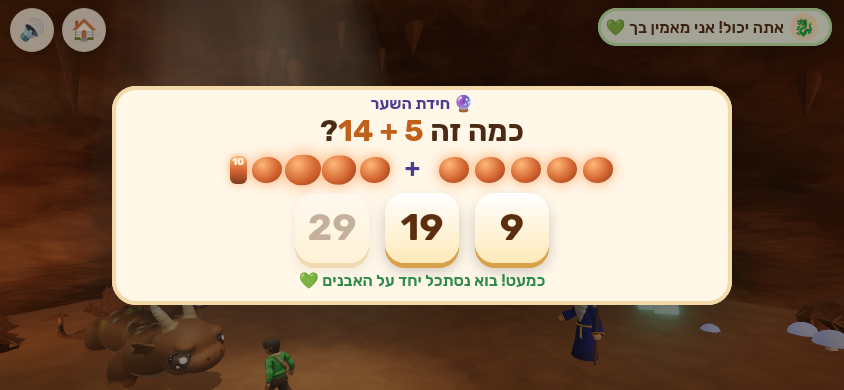 אתה יכול! אני מאמין בך 💚
🔮 חידת השער
כמה זה 14 + 5?
10 +
29 19 9
כמעט! בוא נסתכל יחד על האבנים 💚